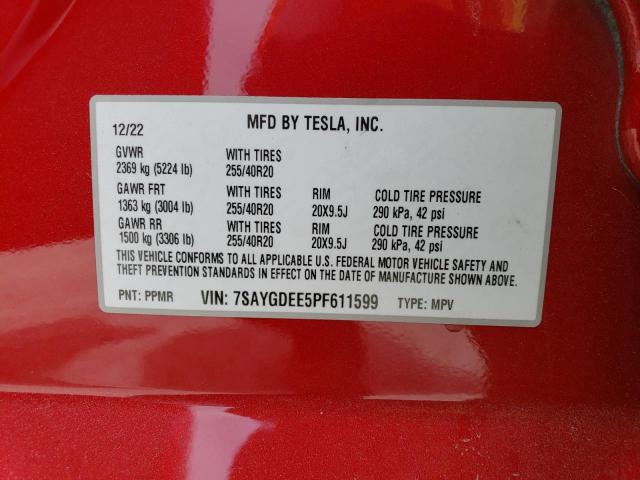 12/22 MFD BY TESLA, INC.
GVWR WITH TIRES
2369 kg (5224 lb) 255/40R20
GAWR FRT WITH TIRES RIM COLD TIRE PRESSURE
1363 kg (3004 lb) 255/40R20 20X9.5J 290 kPa, 42 psi
GAWR RR WITH TIRES RIM COLD TIRE PRESSURE
1500 kg (3306 lb) 255/40R20 20X9.5J 290 kPa, 42 psi
THIS VEHICLE CONFORMS TO ALL APPLICABLE U.S. FEDERAL MOTOR VEHICLE SAFETY AND
THEFT PREVENTION STANDARDS IN EFFECT ON THE DATE OF MANUFACTURE SHOWN ABOVE.
PNT: PPMR VIN: 7SAYGDEE5PF611599 TYPE: MPV